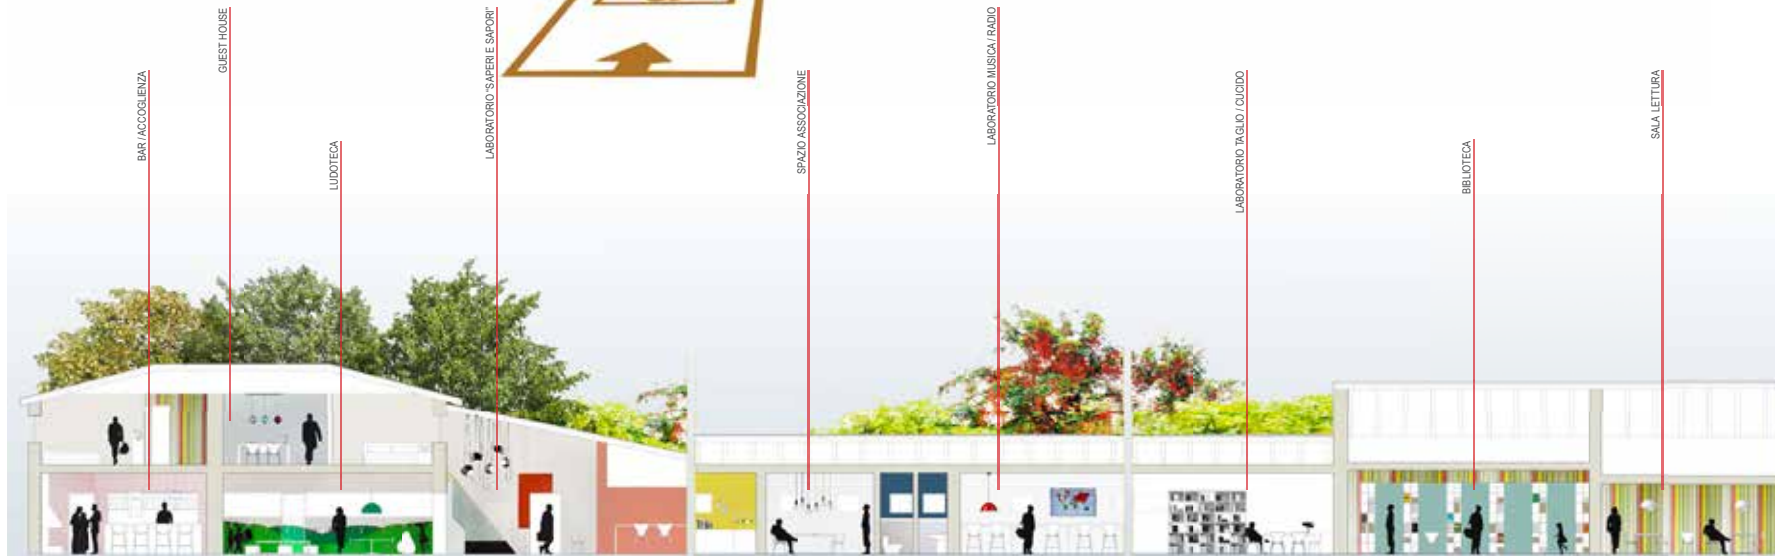 BAR / ACCOGLIENZA
GUEST HOUSE
LUDOTECA
LABORATORIO "SAPERI E SAPORI"
SPAZIO ASSOCIAZIONE
LABORATORIO MUSICA / RADIO
LABORATORIO TAGLIO / CUCIDO
BIBLIOTECA
SALA LETTURA